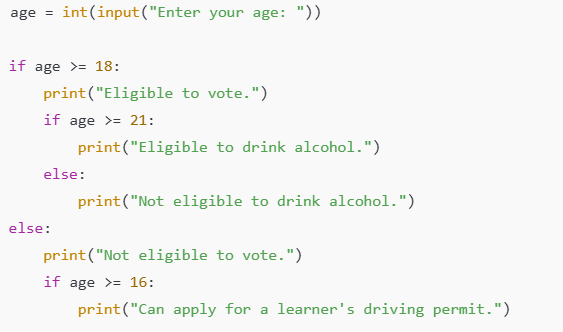 age = int(input("Enter your age: "))
if age >= 18:
    print("Eligible to vote.")
    if age >= 21:
        print("Eligible to drink alcohol.")
    else:
        print("Not eligible to drink alcohol.")
else:
    print("Not eligible to vote.")
    if age >= 16:
        print("Can apply for a learner's driving permit.")